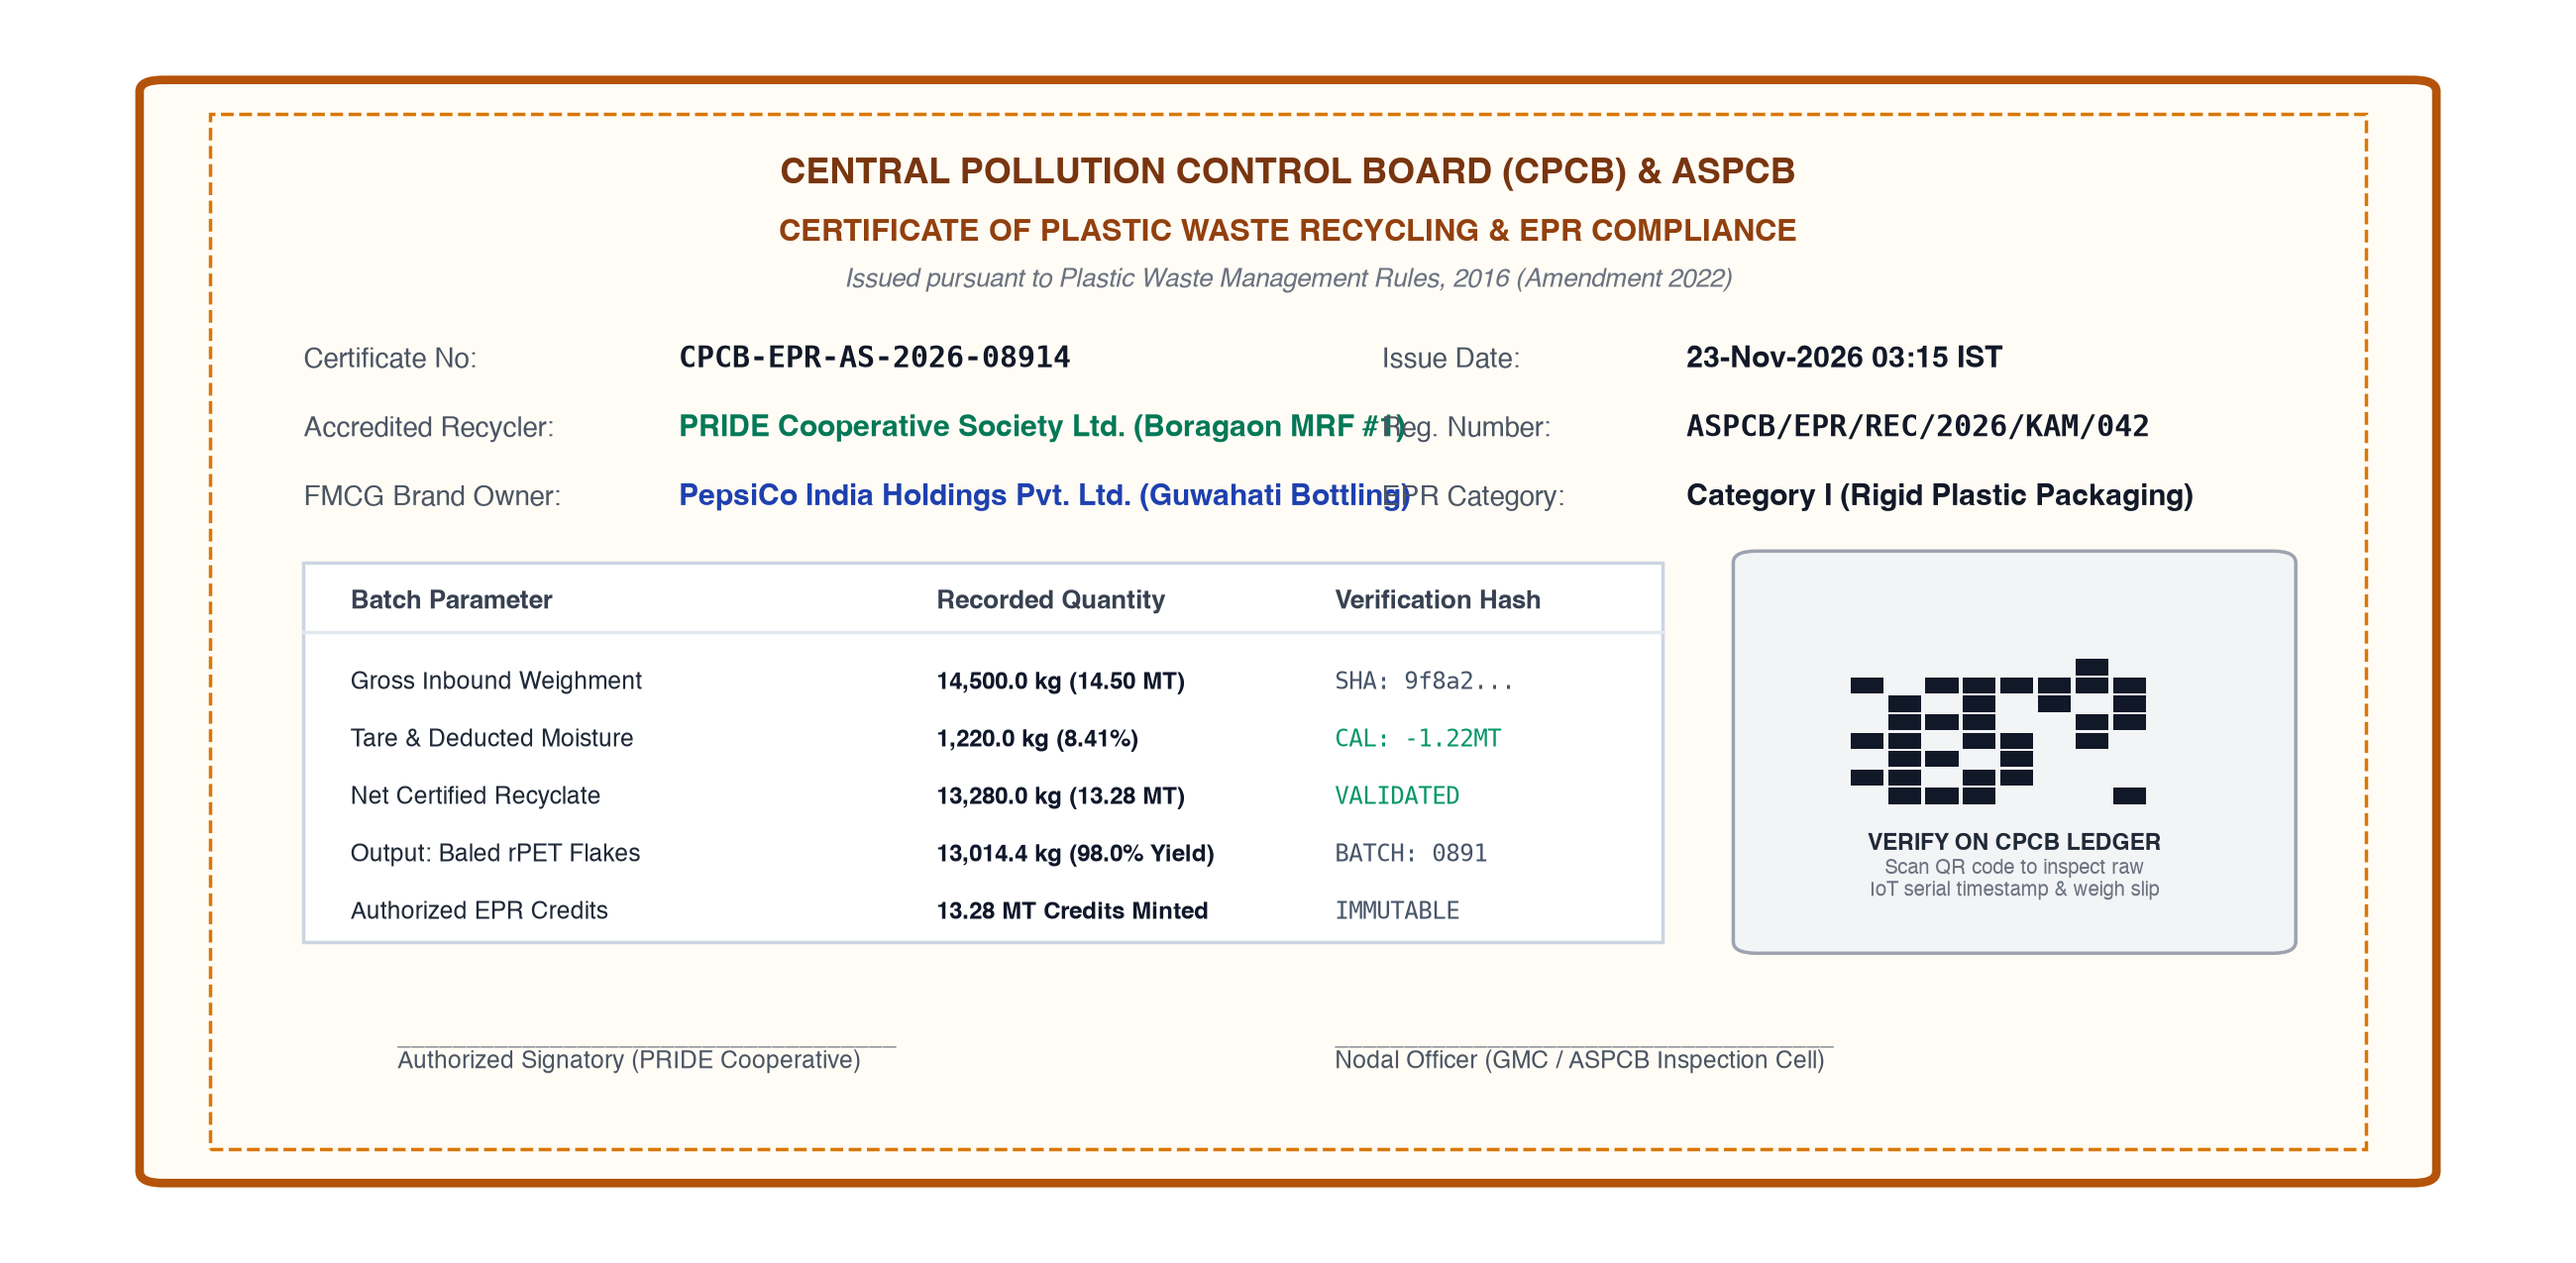 CENTRAL POLLUTION CONTROL BOARD (CPCB) & ASPCB
CERTIFICATE OF PLASTIC WASTE RECYCLING & EPR COMPLIANCE
Issued pursuant to Plastic Waste Management Rules, 2016 (Amendment 2022)
Certificate No: CPCB-EPR-AS-2026-08914 Issue Date: 23-Nov-2026 03:15 IST
Accredited Recycler: PRIDE Cooperative Society Ltd. (Boragaon MRF #1) Reg. Number: ASPCB/EPR/REC/2026/KAM/042
FMCG Brand Owner: PepsiCo India Holdings Pvt. Ltd. (Guwahati Bottling) EPR Category: Category I (Rigid Plastic Packaging)
Batch Parameter Recorded Quantity Verification Hash
Gross Inbound Weighment 14,500.0 kg (14.50 MT) SHA: 9f8a2...
Tare & Deducted Moisture 1,220.0 kg (8.41%) CAL: -1.22MT
Net Certified Recyclate 13,280.0 kg (13.28 MT) VALIDATED
Output: Baled rPET Flakes 13,014.4 kg (98.0% Yield) BATCH: 0891
Authorized EPR Credits 13.28 MT Credits Minted IMMUTABLE
VERIFY ON CPCB LEDGER
Scan QR code to inspect raw
IoT serial timestamp & weigh slip
Authorized Signatory (PRIDE Cooperative)
Nodal Officer (GMC / ASPCB Inspection Cell)